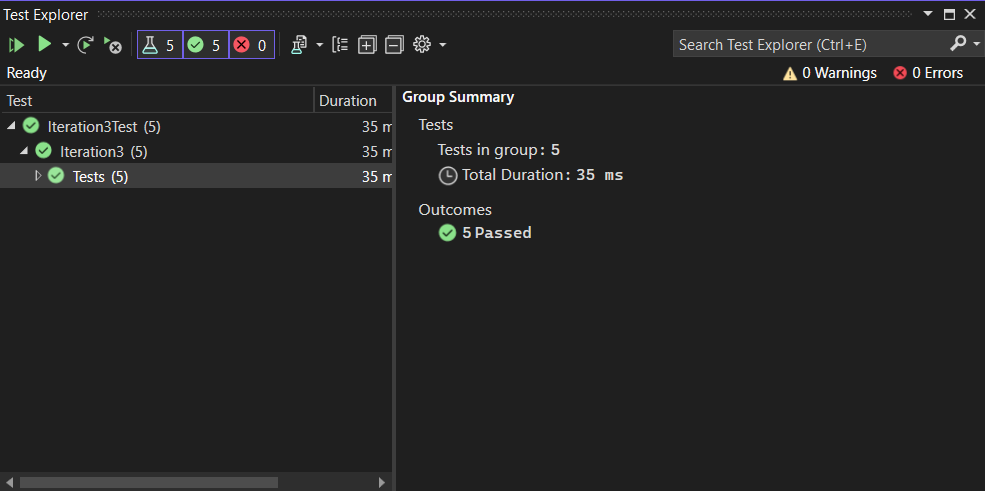 Test Explorer
5 5 0
Search Test Explorer (Ctrl+E)
Ready
0 Warnings 0 Errors
Test Duration
Iteration3Test (5) 35 m
Iteration3 (5) 35 m
Tests (5) 35 m
Group Summary
Tests
Tests in group: 5
Total Duration: 35 ms
Outcomes
5 Passed